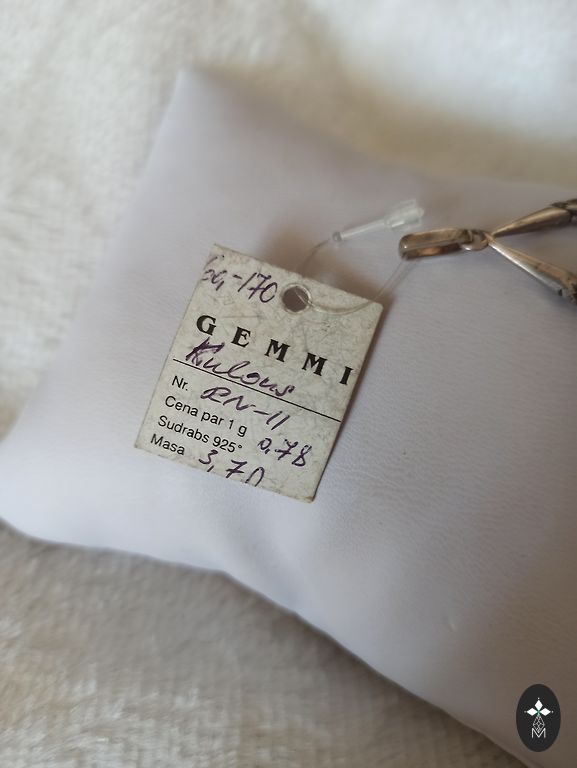 GEMMI
Kulons
Nr. RN-11
Cena par 1 g 0,78
Sudrabs 925°
Masa 3,70
M